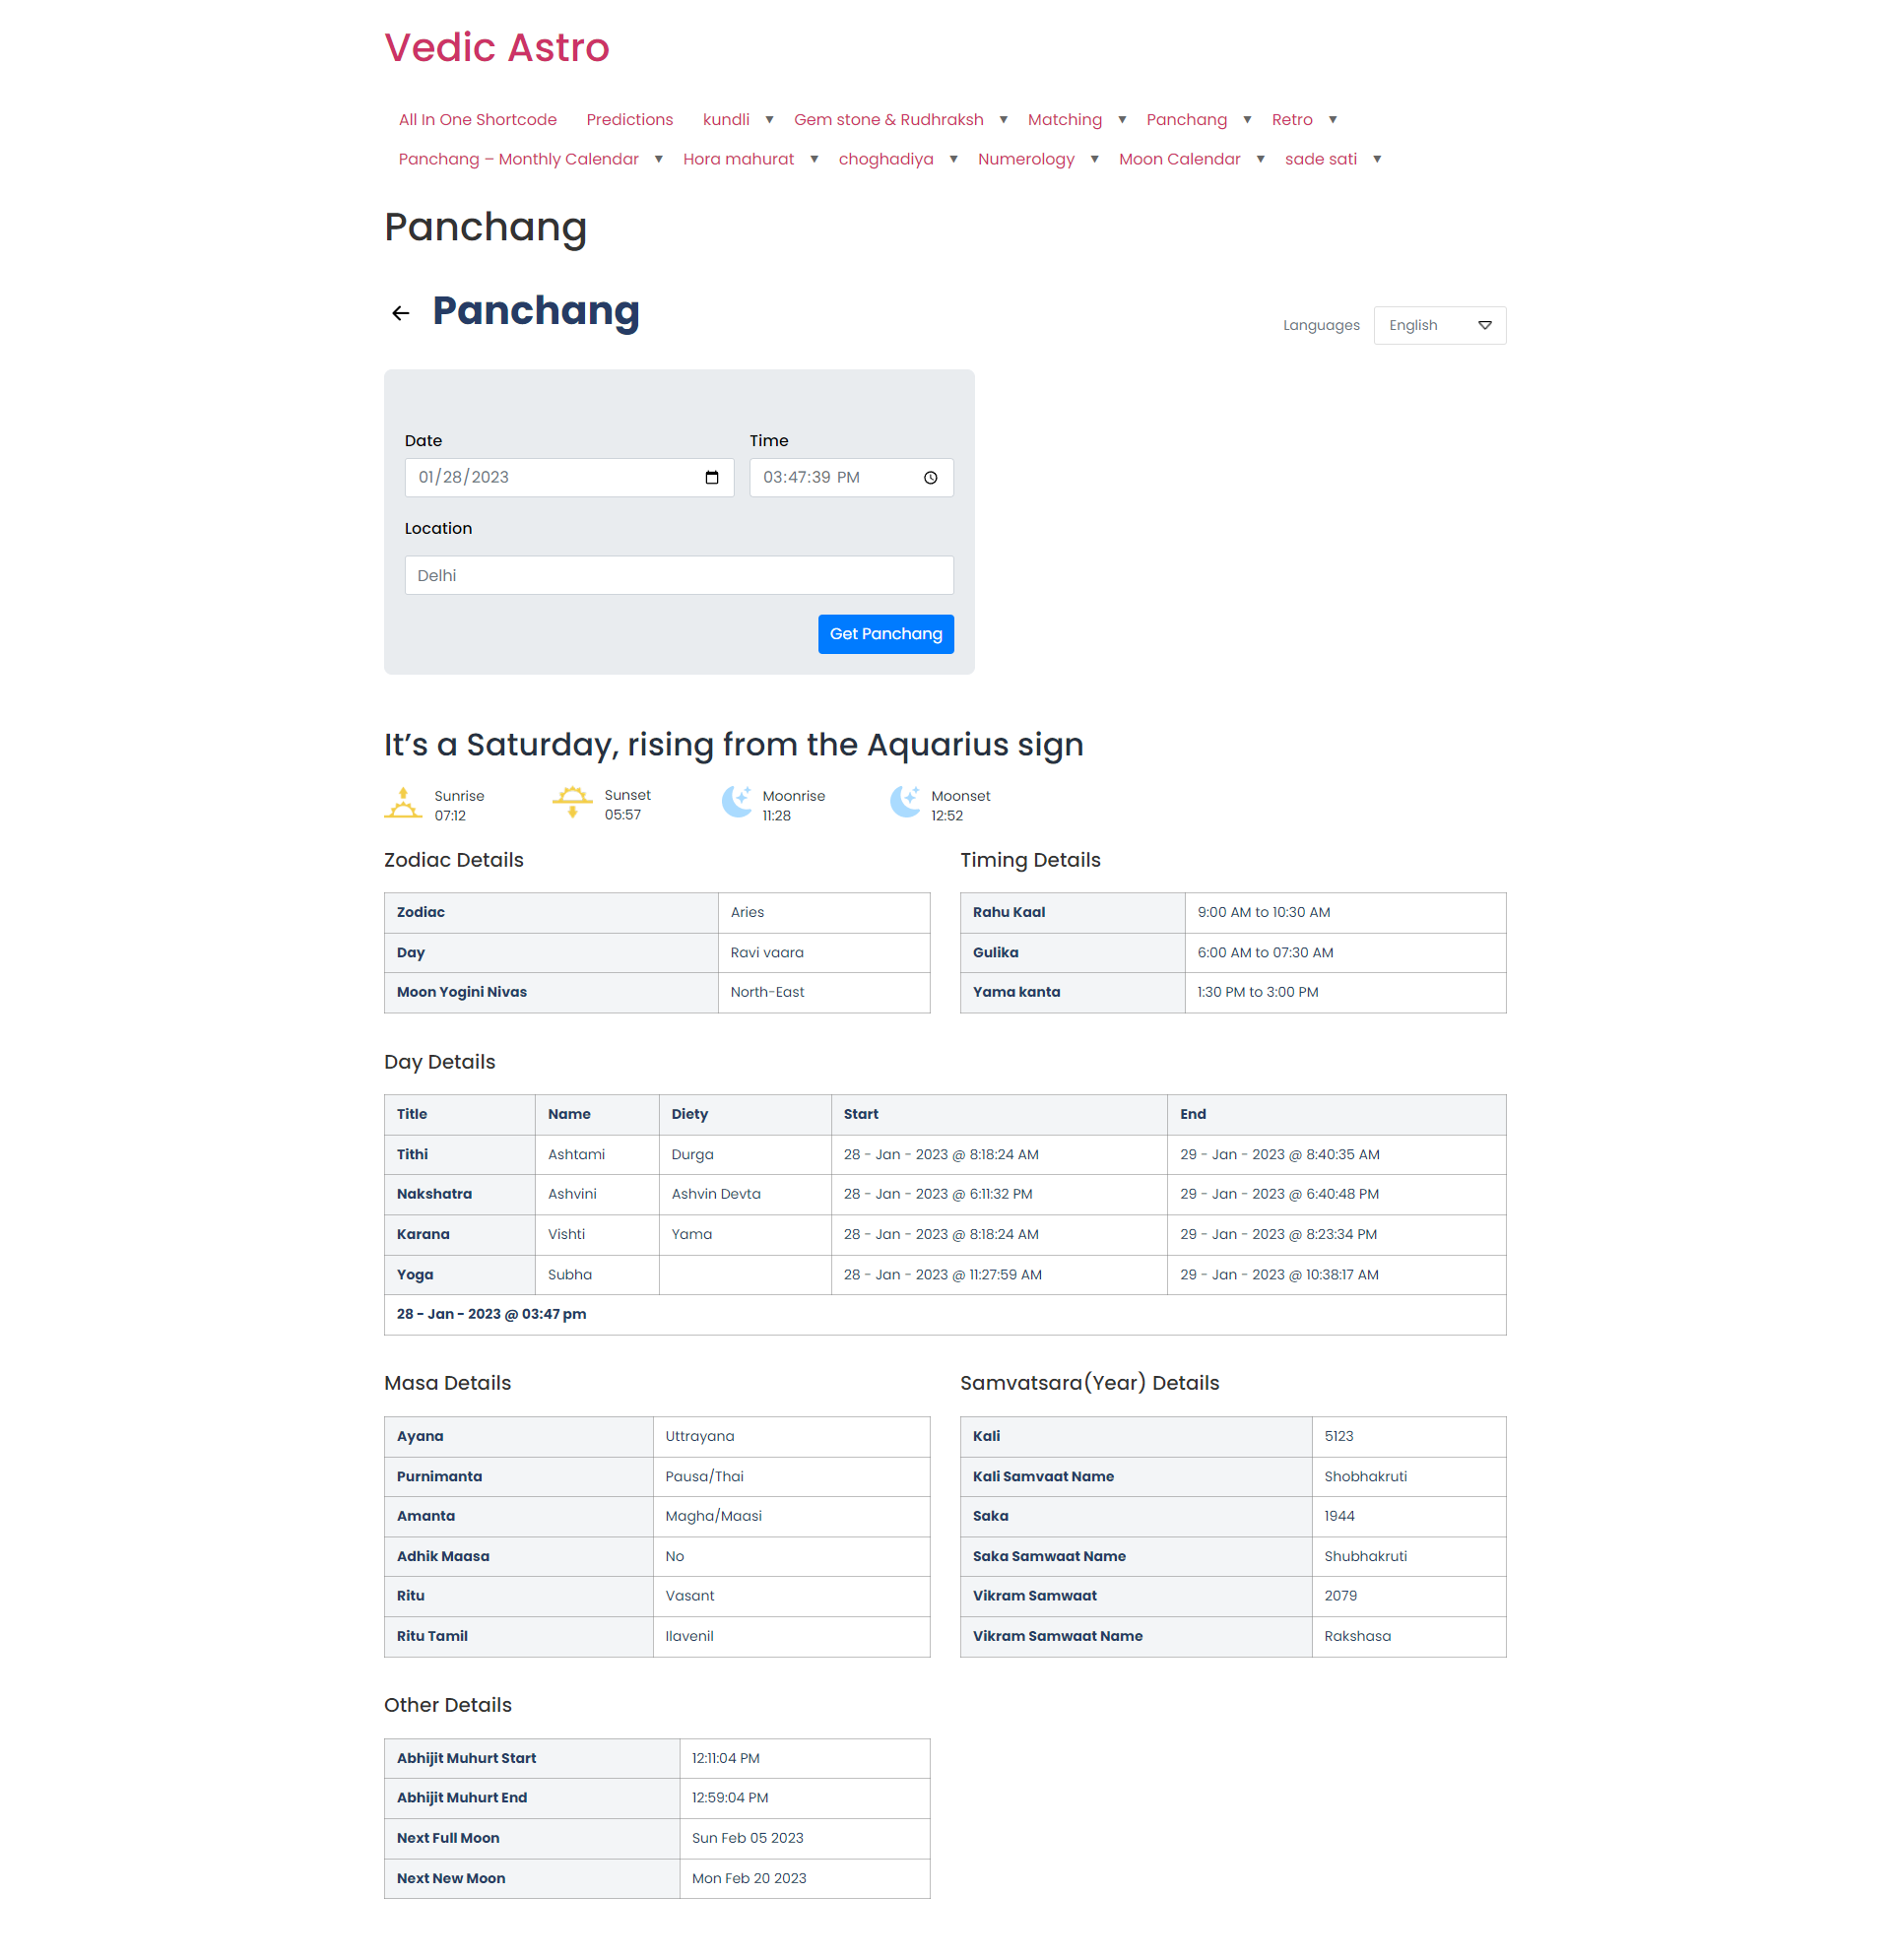 Vedic Astro
All In One Shortcode Predictions kundli ▼ Gem stone & Rudhraksh ▼ Matching ▼ Panchang ▼ Retro ▼
Panchang – Monthly Calendar ▼ Hora mahurat ▼ choghadiya ▼ Numerology ▼ Moon Calendar ▼ sade sati ▼
Panchang
Panchang
Languages English
Date Time
01/28/2023 03:47:39 PM
Location
Delhi
Get Panchang
It’s a Saturday, rising from the Aquarius sign
Sunrise Sunset Moonrise Moonset
07:12 05:57 11:28 12:52
Zodiac Details
Zodiac Aries
Day Ravi vaara
Moon Yogini Nivas North-East
Timing Details
Rahu Kaal 9:00 AM to 10:30 AM
Gulika 6:00 AM to 07:30 AM
Yama kanta 1:30 PM to 3:00 PM
Day Details
Title Name Diety Start End
Tithi Ashtami Durga 28 - Jan - 2023 @ 8:18:24 AM 29 - Jan - 2023 @ 8:40:35 AM
Nakshatra Ashvini Ashvin Devta 28 - Jan - 2023 @ 6:11:32 PM 29 - Jan - 2023 @ 6:40:48 PM
Karana Vishti Yama 28 - Jan - 2023 @ 8:18:24 AM 29 - Jan - 2023 @ 8:23:34 PM
Yoga Subha 28 - Jan - 2023 @ 11:27:59 AM 29 - Jan - 2023 @ 10:38:17 AM
28 - Jan - 2023 @ 03:47 pm
Masa Details
Ayana Uttrayana
Purnimanta Pausa/Thai
Amanta Magha/Maasi
Adhik Maasa No
Ritu Vasant
Ritu Tamil Ilavenil
Samvatsara(Year) Details
Kali 5123
Kali Samvaat Name Shobhakruti
Saka 1944
Saka Samwaat Name Shubhakruti
Vikram Samwaat 2079
Vikram Samwaat Name Rakshasa
Other Details
Abhijit Muhurt Start 12:11:04 PM
Abhijit Muhurt End 12:59:04 PM
Next Full Moon Sun Feb 05 2023
Next New Moon Mon Feb 20 2023